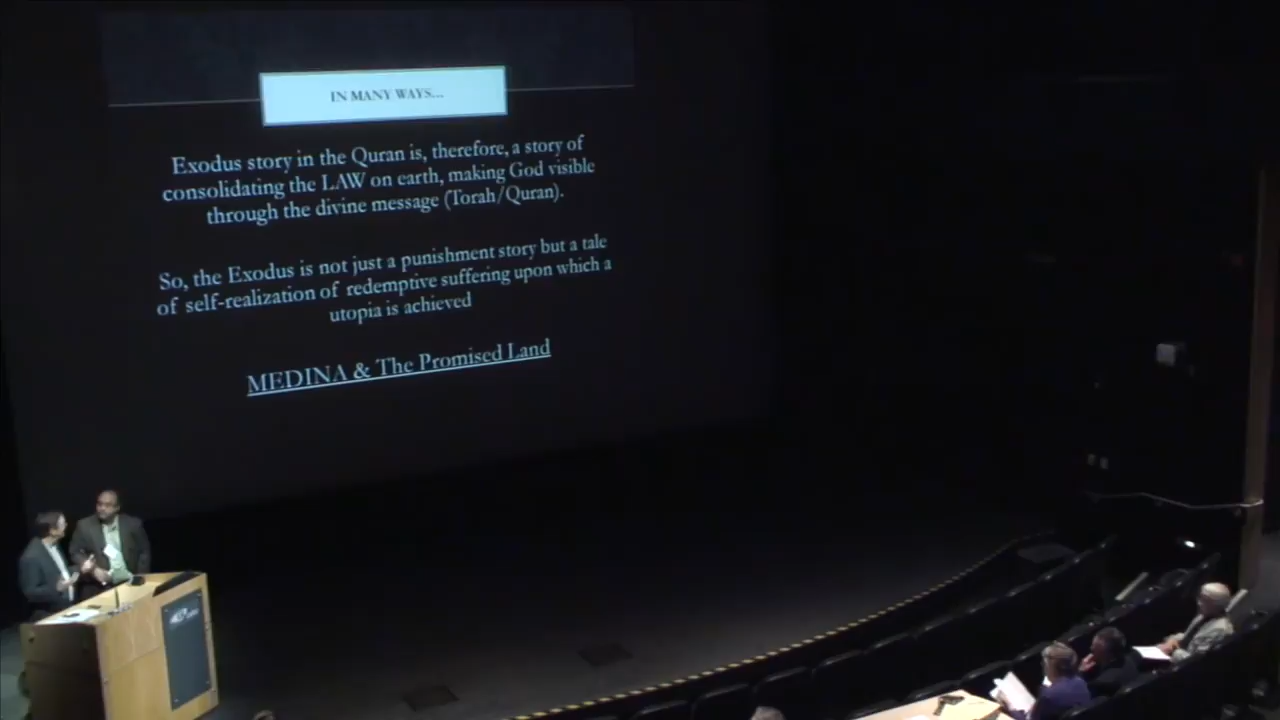 IN MANY WAYS...
Exodus story in the Quran is, therefore, a story of
consolidating the LAW on earth, making God visible
through the divine message (Torah/Quran).
So, the Exodus is not just a punishment story but a tale
of self-realization of redemptive suffering upon which a
utopia is achieved
MEDINA & The Promised Land